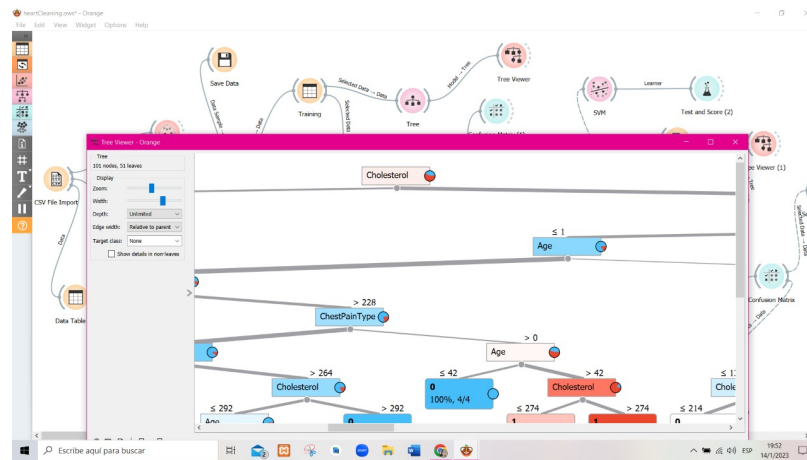 heartCleaning.ows* - Orange
File Edit View Widget Options Help
Save Data
Data Sample → Data
Training
Selected Data → Data
Tree
Model → Tree
Tree Viewer
SVM
Learner
Test and Score (2)
Tree Viewer - Orange
Tree
101 nodes, 51 leaves
Display
Zoom:
Width:
Depth: Unlimited
Edge width: Relative to parent
Target class: None
Show details in non-leaves
CSV File Import
Data
Data Table
Cholesterol
≤ 1
Age
> 228
ChestPainType
> 0
Age
> 264
Cholesterol
≤ 42
0
100%, 4/4
> 42
Cholesterol
≤ 292
Age
> 292
0
≤ 274
1
> 274
1
≤ 214
0
Confusion Matrix
Escribe aquí para buscar
ESP
19:52
14/1/2023